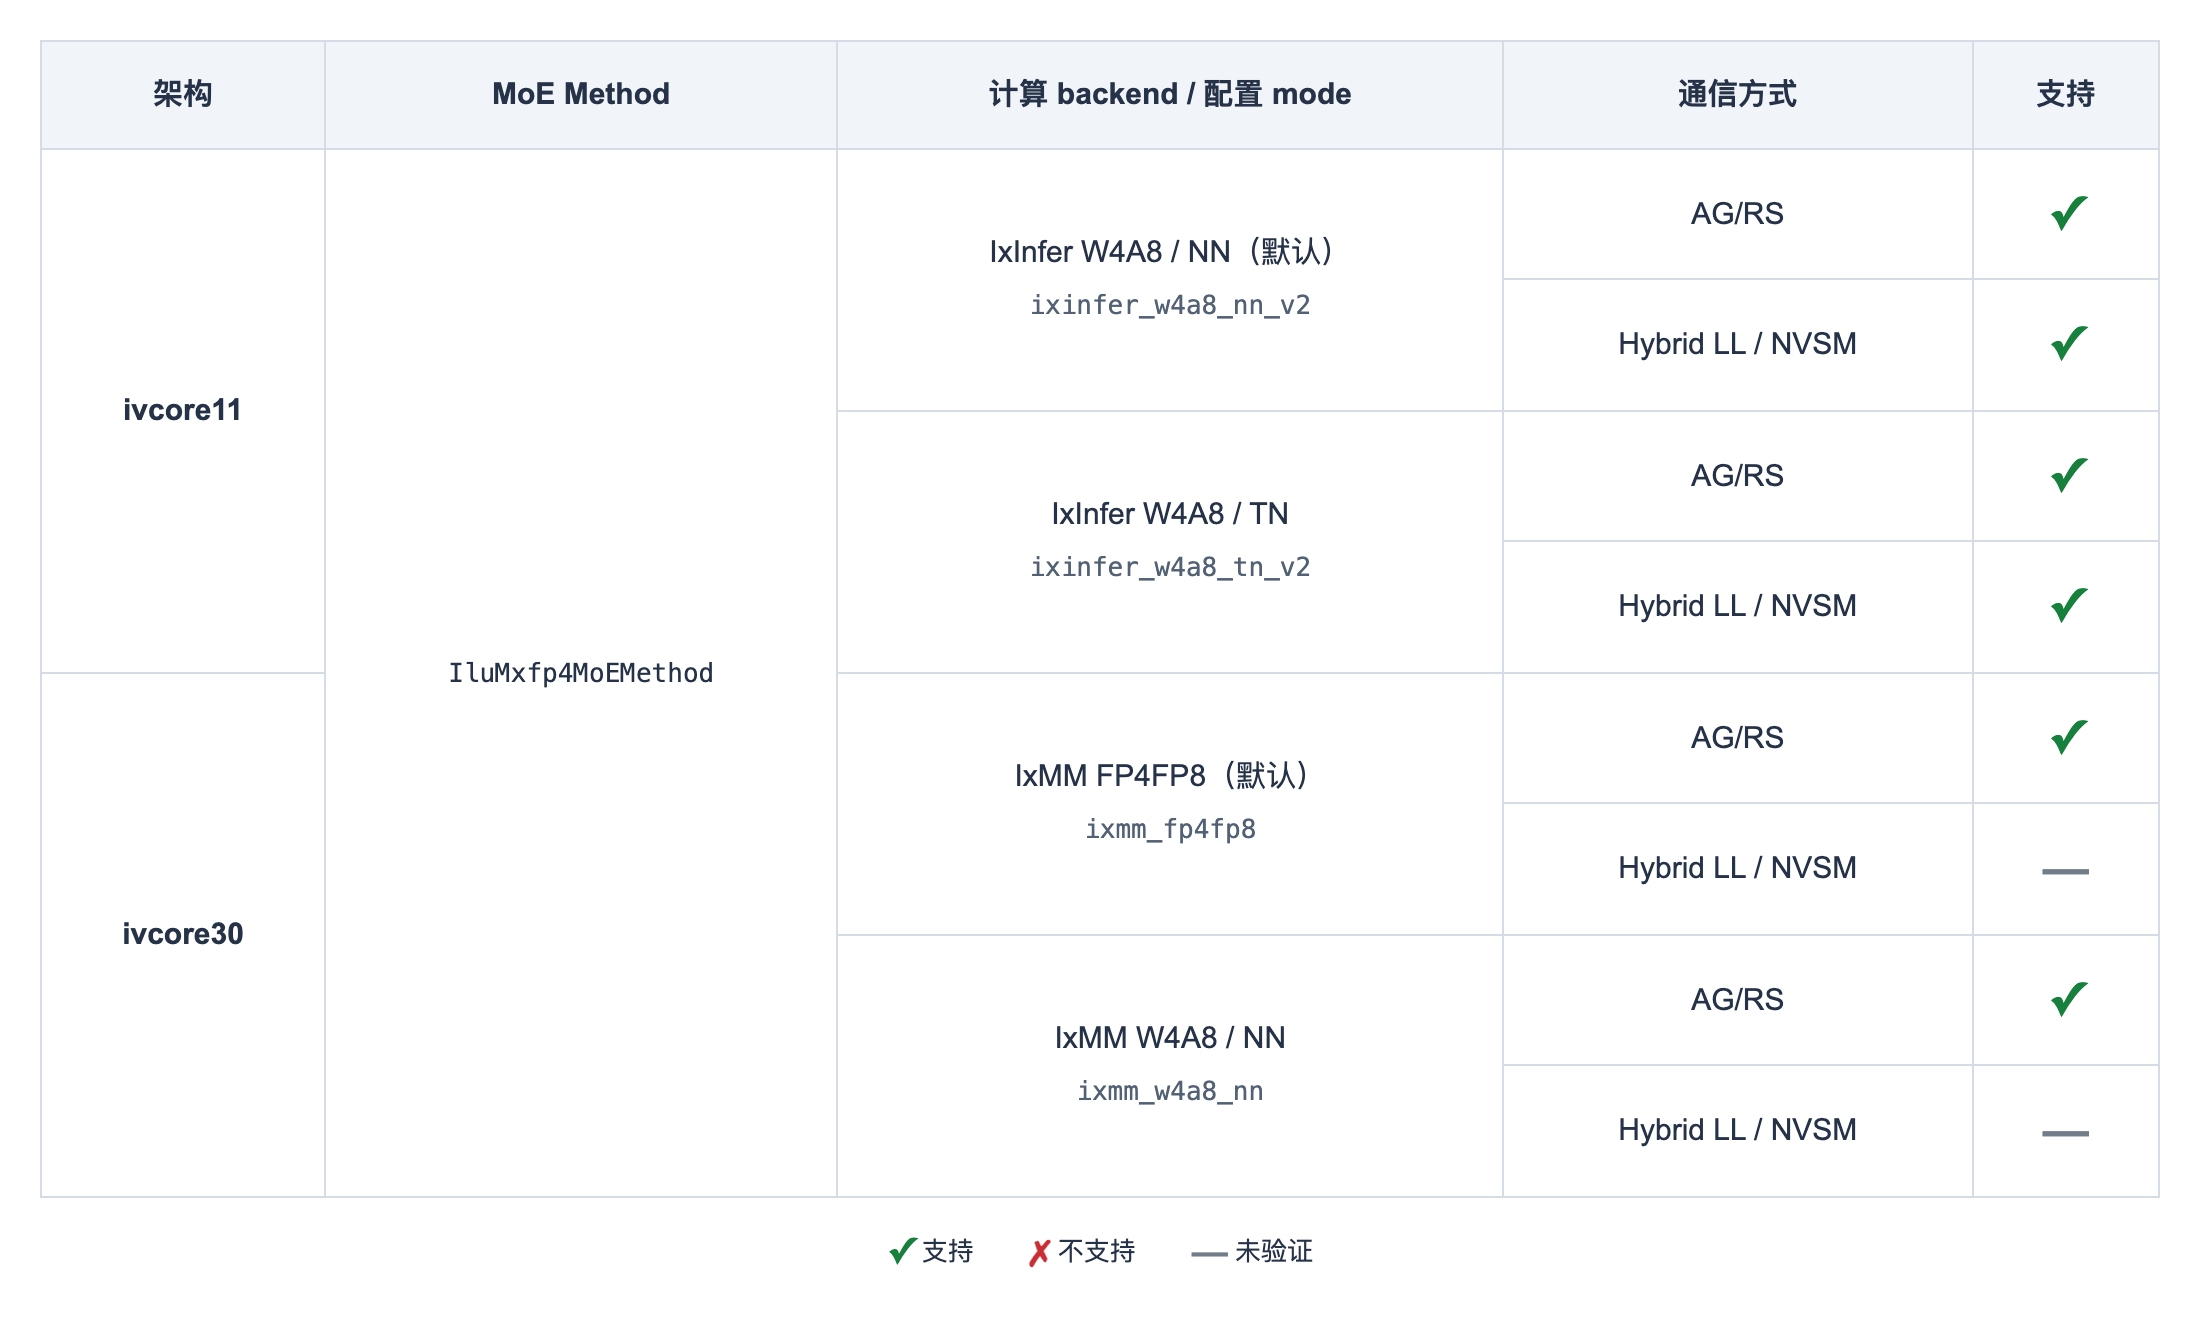 架构
MoE Method
计算 backend / 配置 mode
通信方式
支持
ivcore11
IluMxfp4MoEMethod
IxInfer W4A8 / NN（默认）
ixinfer_w4a8_nn_v2
AG/RS
✓
Hybrid LL / NVSM
✓
IxInfer W4A8 / TN
ixinfer_w4a8_tn_v2
AG/RS
✓
Hybrid LL / NVSM
✓
ivcore30
IxMM FP4FP8（默认）
ixmm_fp4fp8
AG/RS
✓
Hybrid LL / NVSM
—
IxMM W4A8 / NN
ixmm_w4a8_nn
AG/RS
✓
Hybrid LL / NVSM
—
✓ 支持 ✗ 不支持 — 未验证